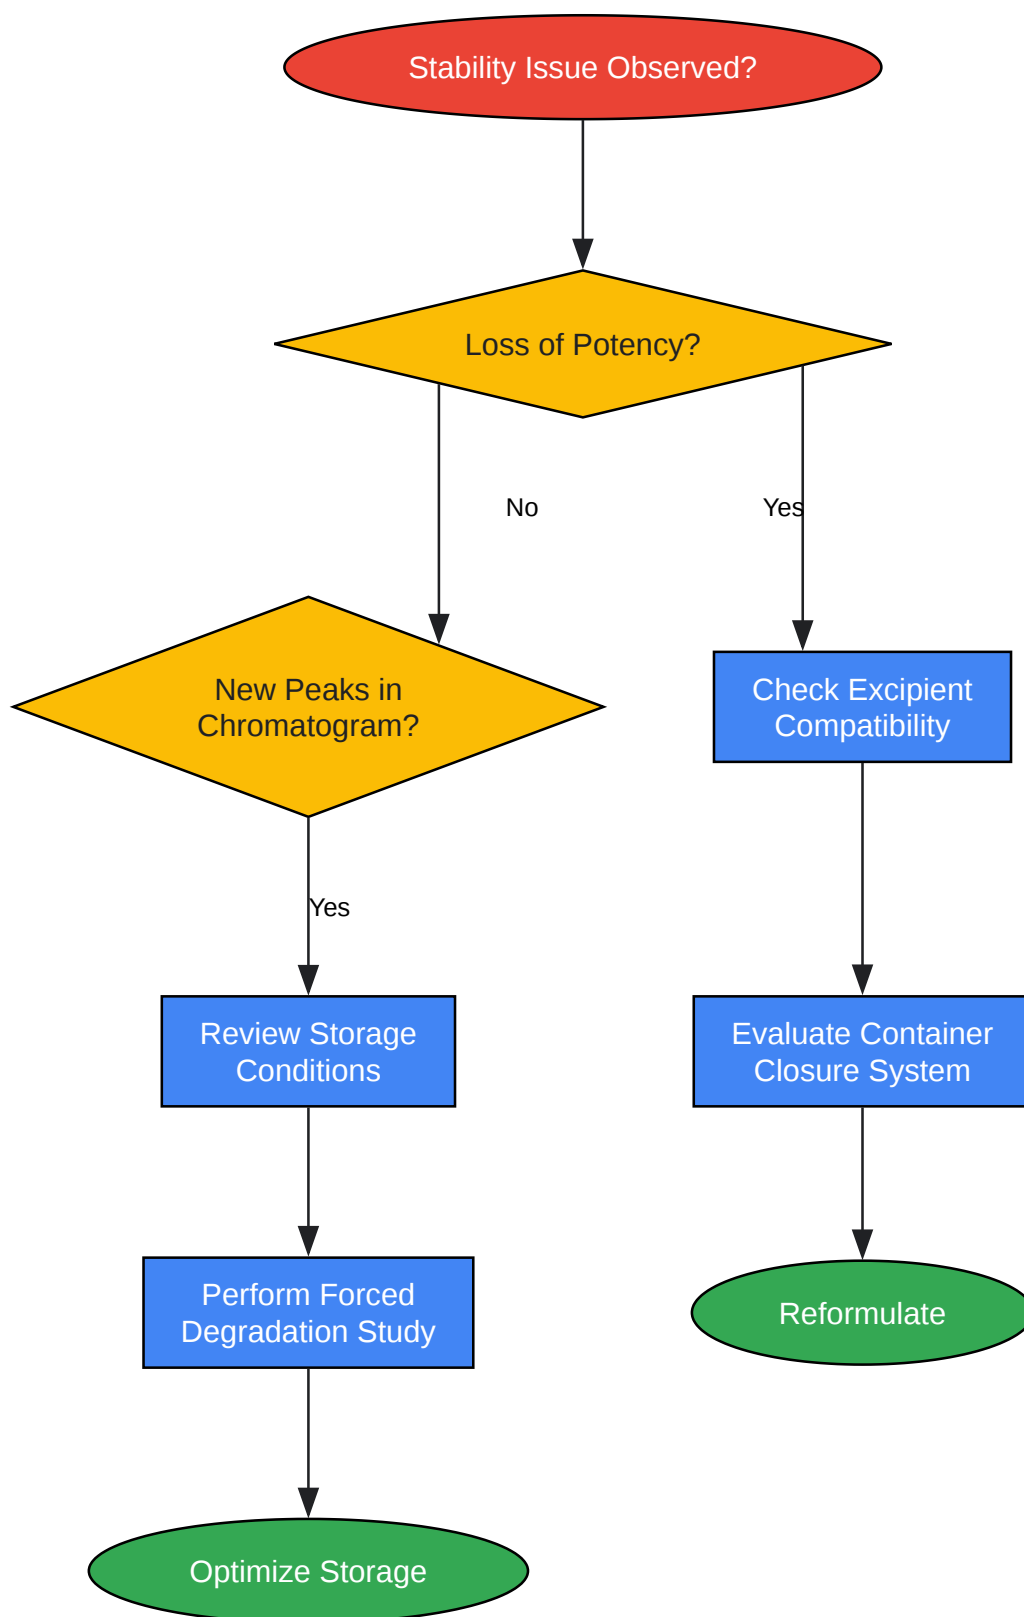 Stability Issue Observed?
Loss of Potency?
No
Yes
New Peaks in
Chromatogram?
Check Excipient
Compatibility
Yes
Review Storage
Conditions
Evaluate Container
Closure System
Perform Forced
Degradation Study
Reformulate
Optimize Storage